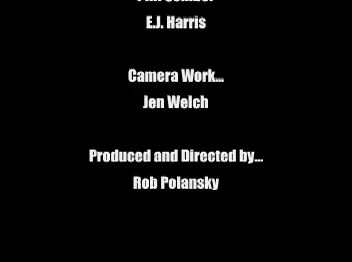 E.J. Harris
Camera Work...
Jen Welch
Produced and Directed by...
Rob Polansky